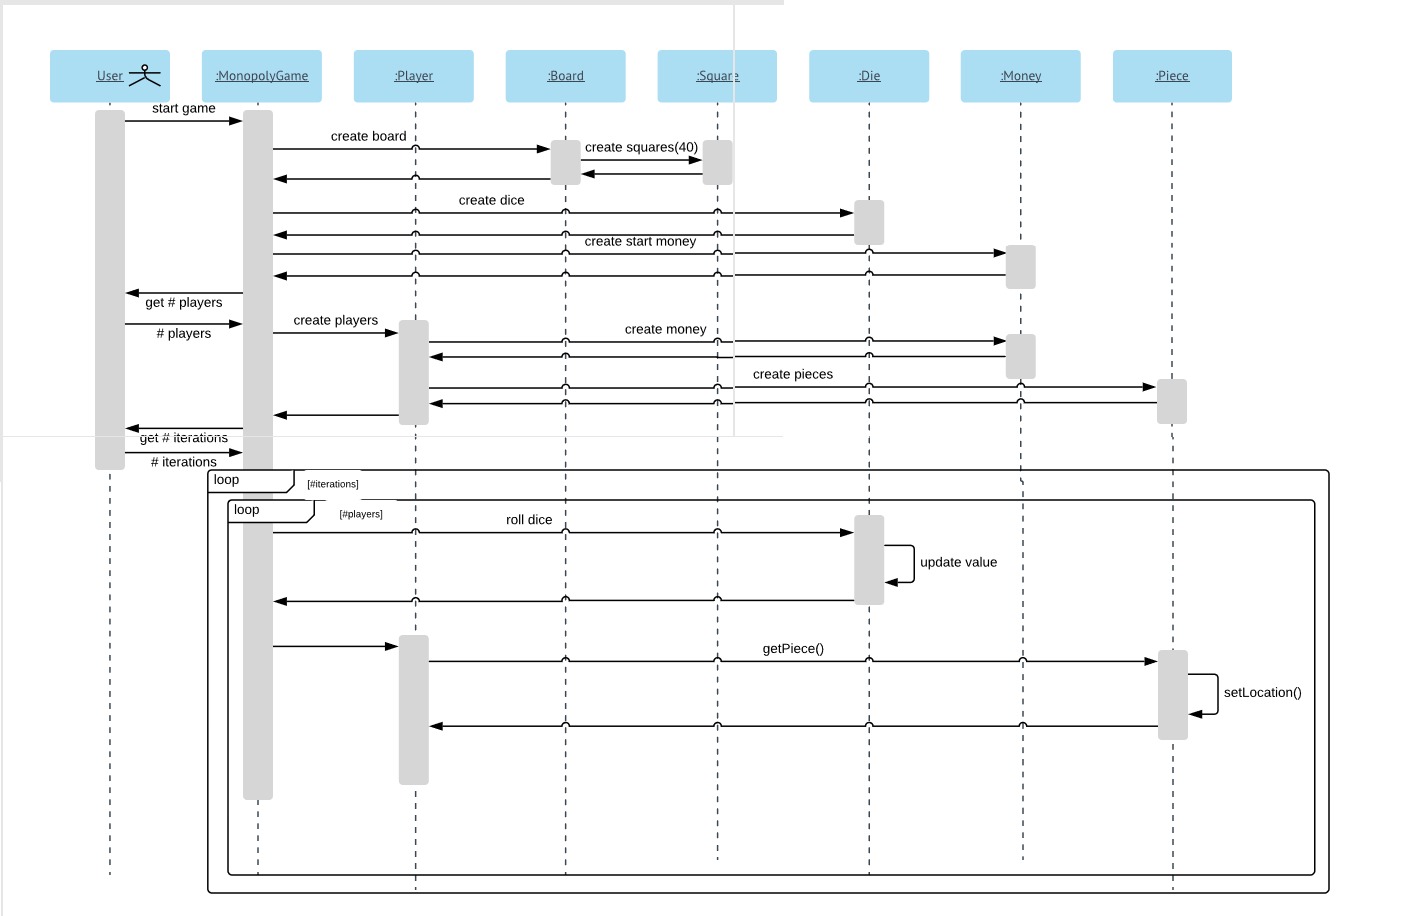 User
:MonopolyGame
:Player
:Board
:Square
:Die
:Money
:Piece
start game
create board
create squares(40)
create dice
create start money
get # players
# players
create players
create money
create pieces
get # iterations
# iterations
loop
[#iterations]
loop
[#players]
roll dice
update value
getPiece()
setLocation()